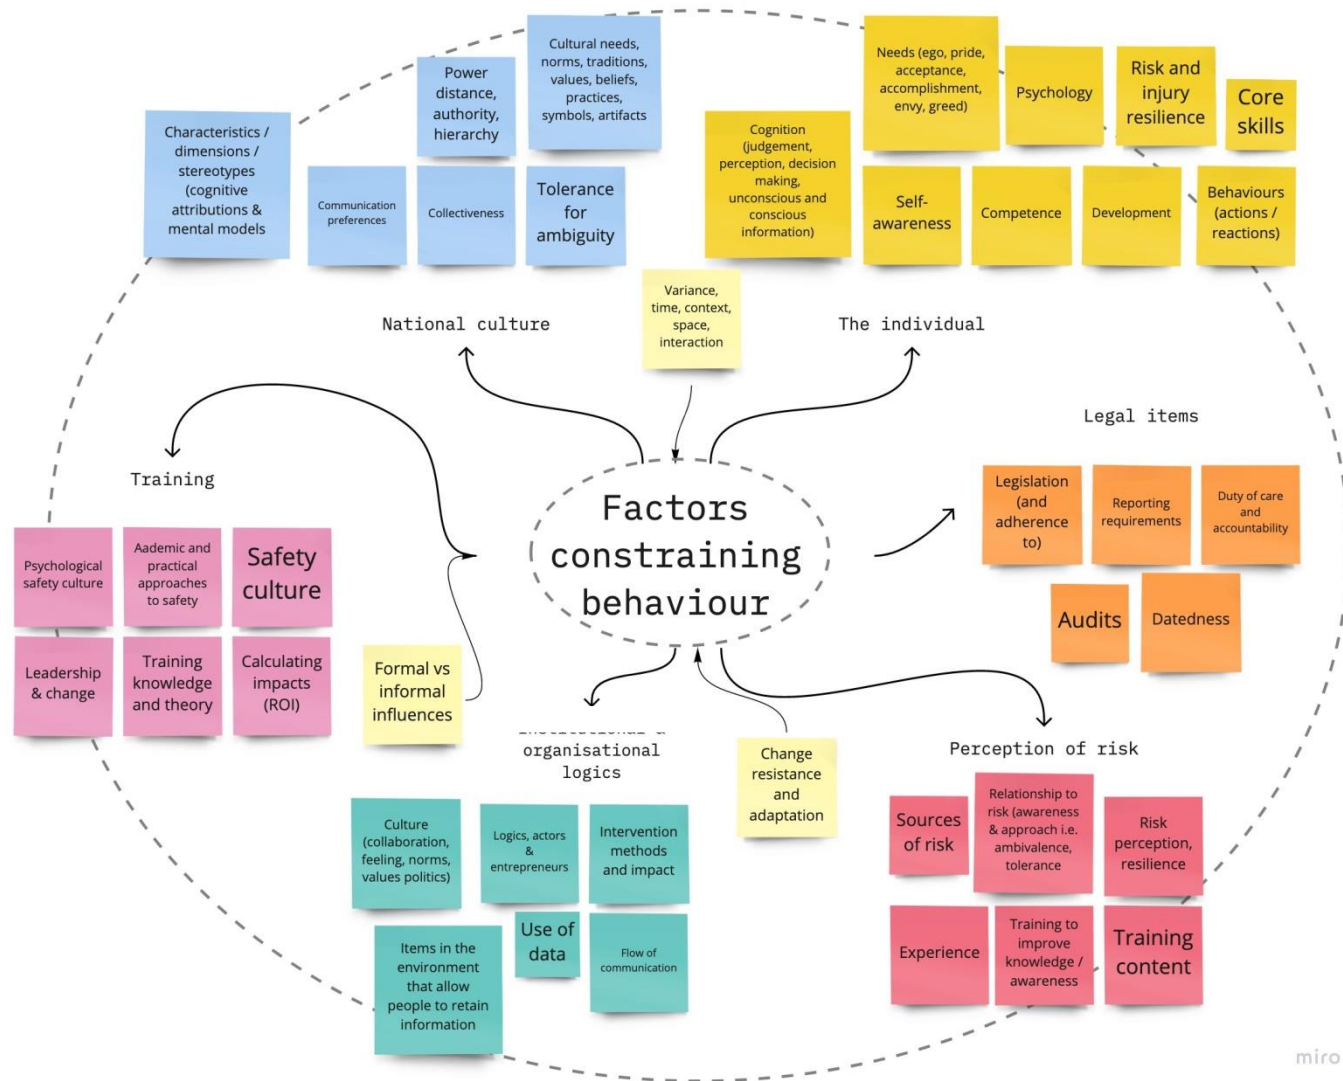 Cultural needs,
norms, traditions,
values, beliefs,
practices,
symbols, artifacts
Power
distance,
authority,
hierarchy
Characteristics /
dimensions /
stereotypes
(cognitive
attributions &
mental models
Communication
preferences
Collectiveness
Tolerance
for
ambiguity
National culture
Needs (ego, pride,
acceptance,
accomplishment,
envy, greed)
Psychology
Risk and
injury
resilience
Core
skills
Cognition
(judgement,
perception, decision
making,
unconscious and
conscious
information)
Self-
awareness
Competence
Development
Behaviours
(actions /
reactions)
The individual
Variance,
time, context,
space,
interaction
Legal items
Legislation
(and
adherence
to)
Reporting
requirements
Duty of care
and
accountability
Audits
Datedness
Training
Psychological
safety culture
Aademic and
practical
approaches
to safety
Safety
culture
Leadership
& change
Training
knowledge
and theory
Calculating
impacts
(ROI)
Formal vs
informal
influences
Factors
constraining
behaviour
institutional &
organisational
logics
Culture
(collaboration,
feeling, norms,
values politics)
Logics, actors
&
entrepreneurs
Intervention
methods
and impact
Items in the
environment
that allow
people to retain
information
Use of
data
Flow of
communication
Change
resistance
and
adaptation
Perception of risk
Sources
of risk
Relationship to
risk (awareness
& approach i.e.
ambivalence,
tolerance
Risk
perception,
resilience
Experience
Training to
improve
knowledge /
awareness
Training
content
miro